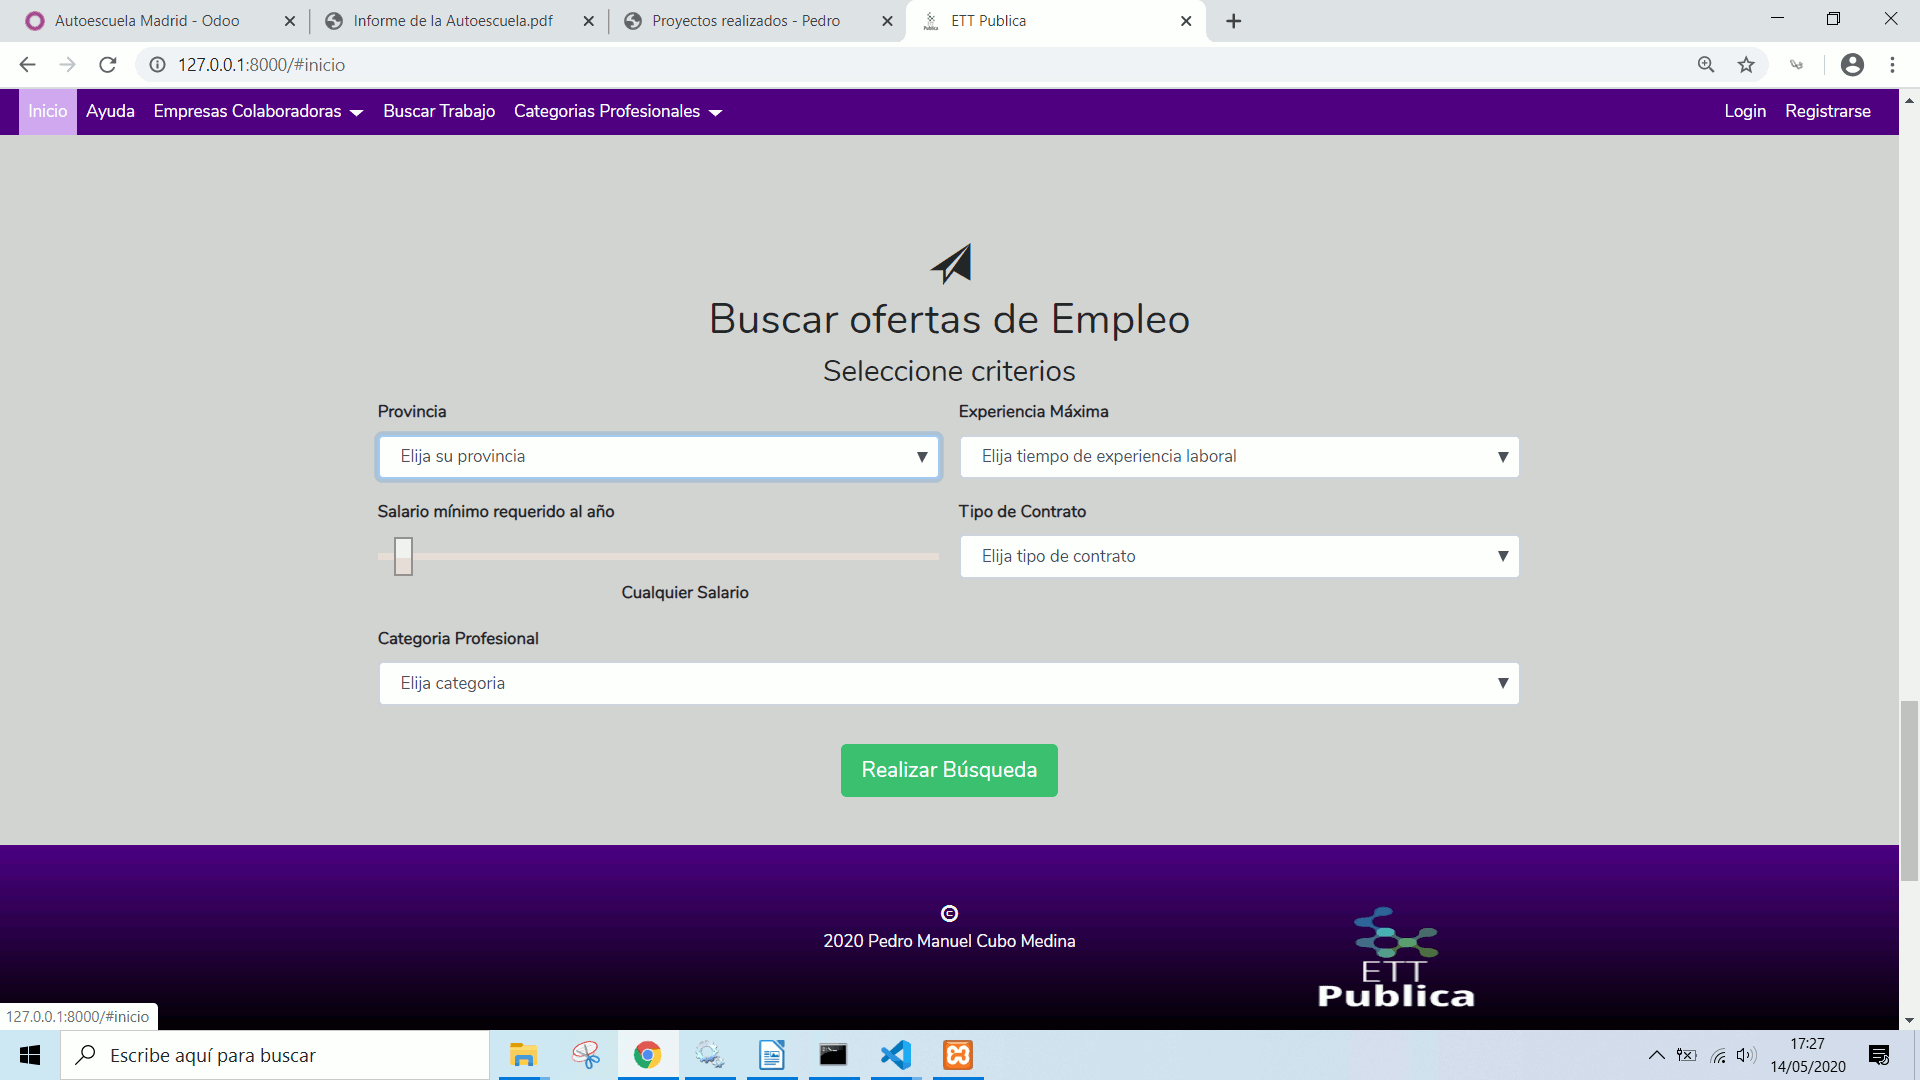 Autoescuela Madrid - Odoo
Informe de la Autoescuela.pdf
Proyectos realizados - Pedro
ETT Publica
127.0.0.1:8000/#inicio
Inicio
Ayuda
Empresas Colaboradoras
Buscar Trabajo
Categorias Profesionales
Login
Registrarse
Buscar ofertas de Empleo
Seleccione criterios
Provincia
Experiencia Máxima
Elija su provincia
Elija tiempo de experiencia laboral
Salario mínimo requerido al año
Tipo de Contrato
Elija tipo de contrato
Cualquier Salario
Categoria Profesional
Elija categoria
Realizar Búsqueda
©
2020 Pedro Manuel Cubo Medina
ETT
Publica
127.0.0.1:8000/#inicio
Escribe aquí para buscar
17:27
14/05/2020